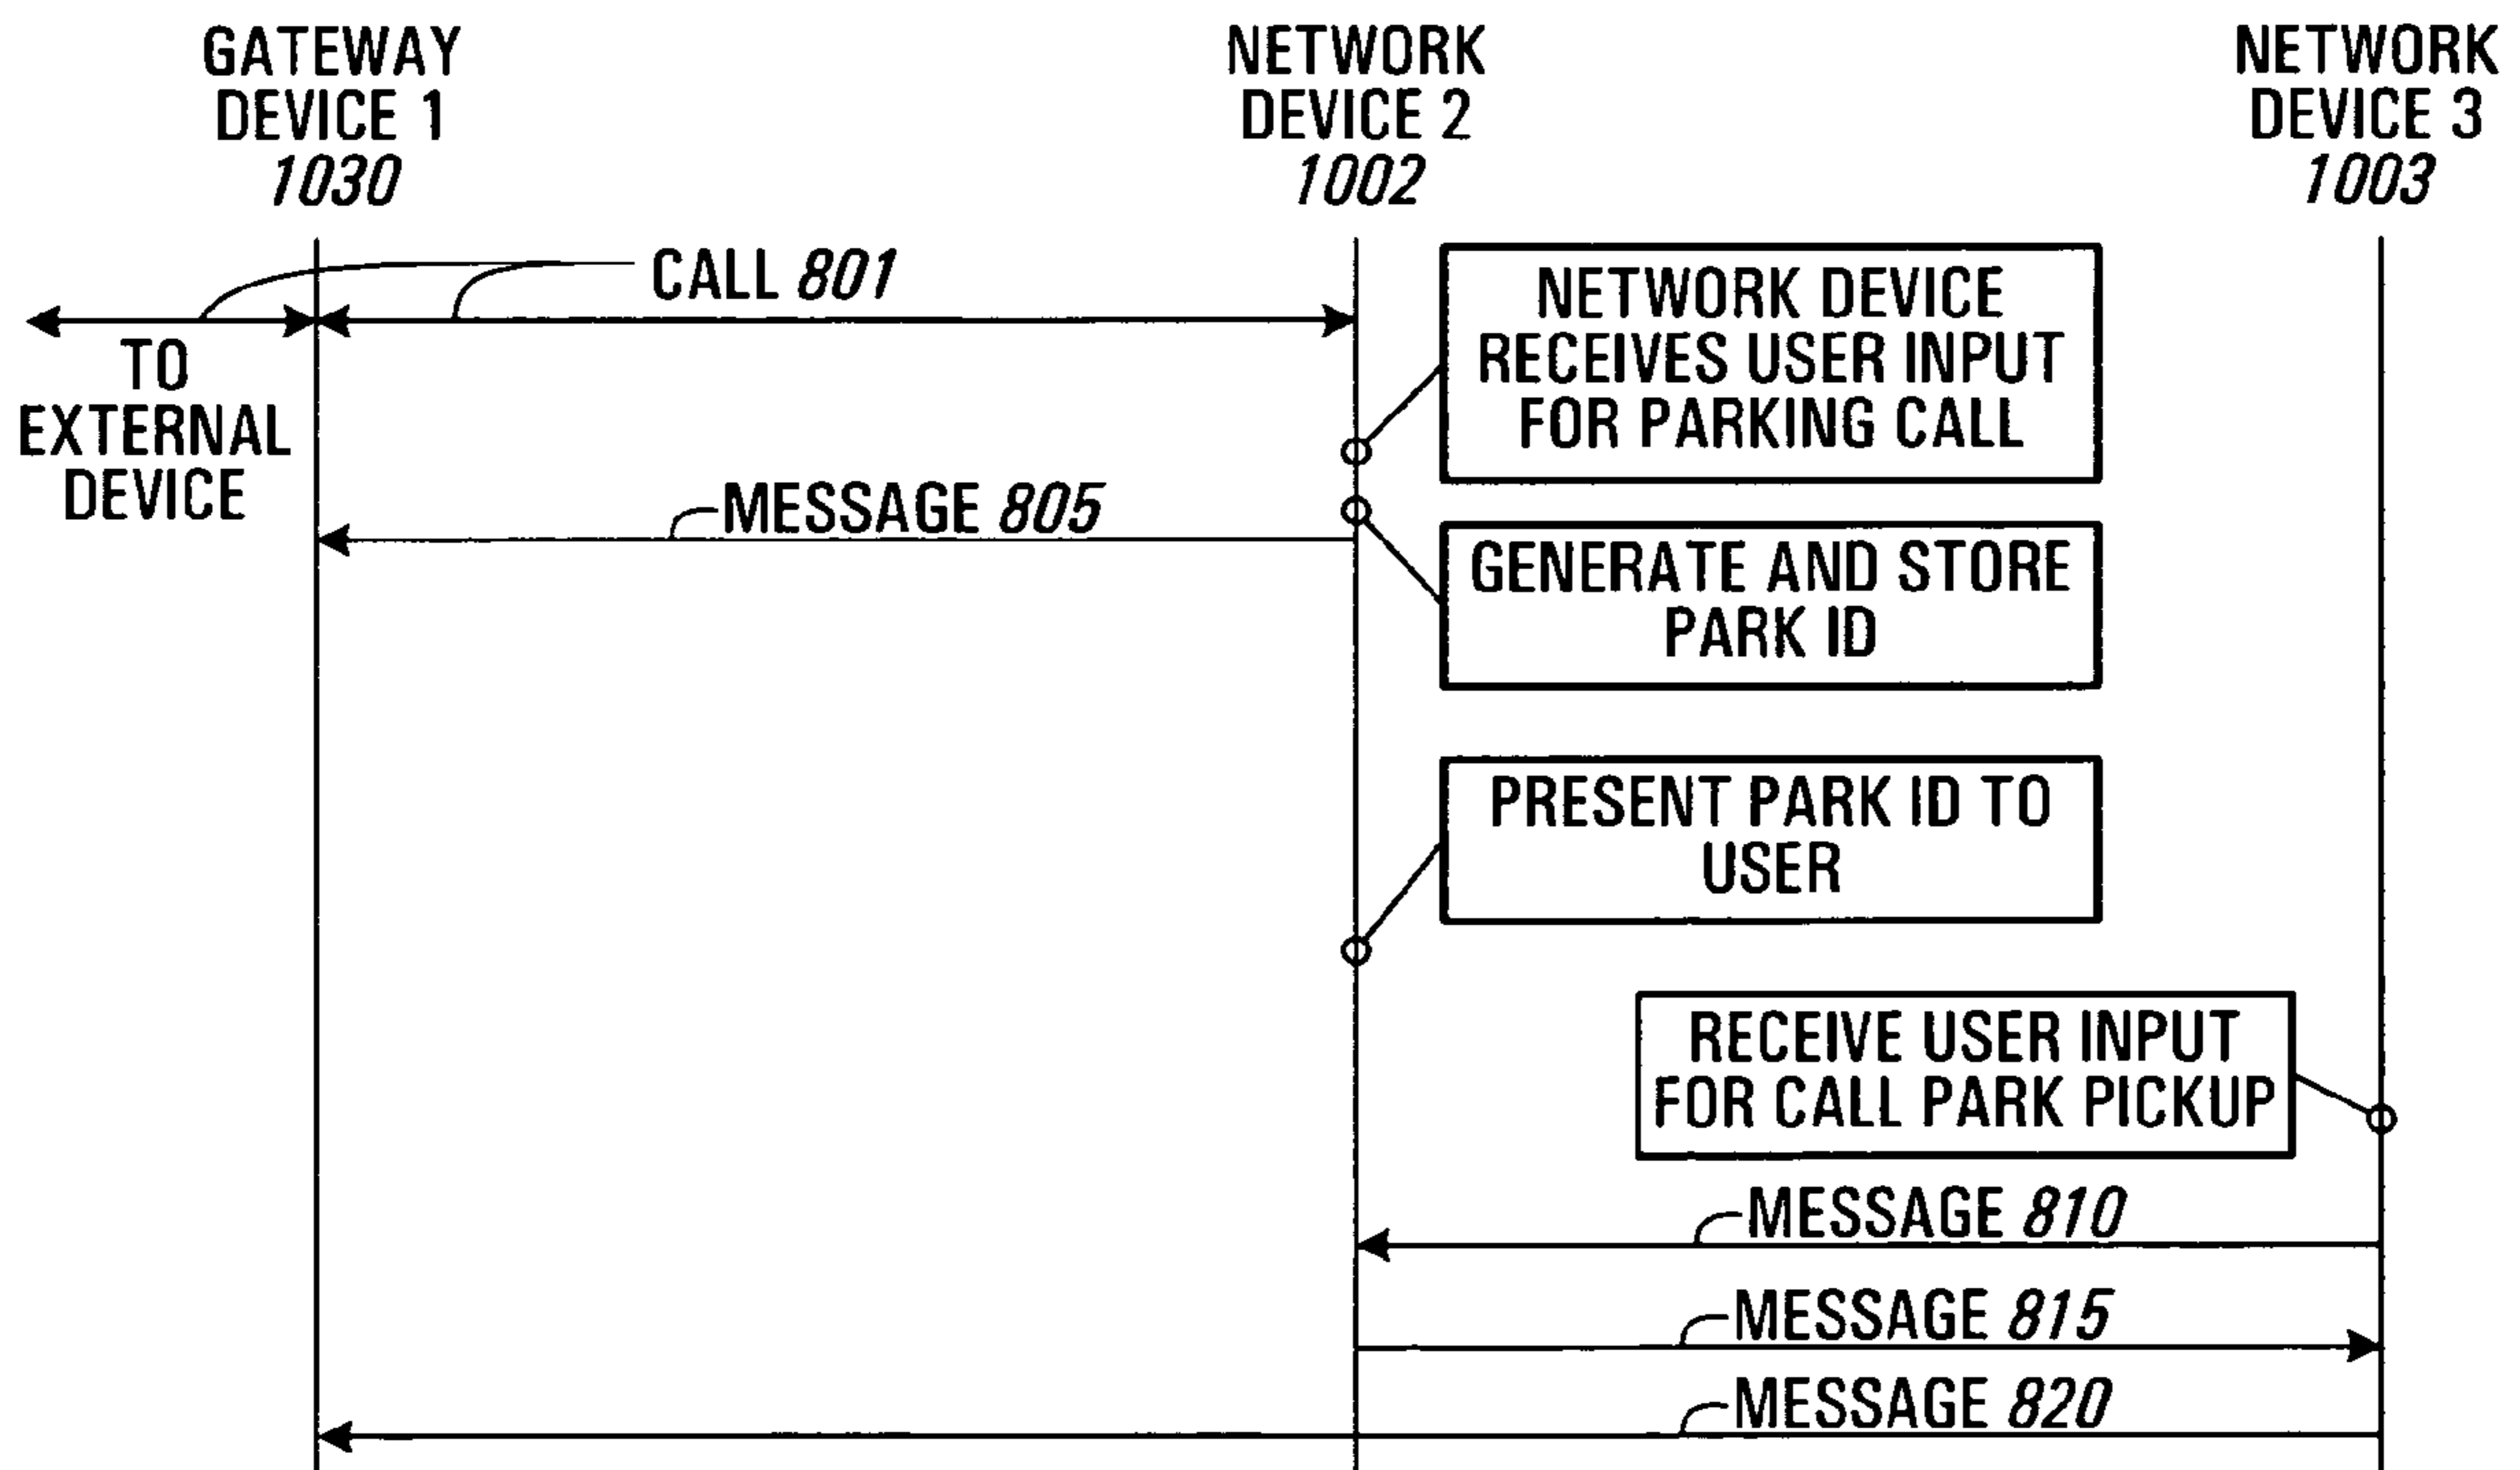 GATEWAY
DEVICE 1
1030
NETWORK
DEVICE 2
1002
NETWORK
DEVICE 3
1003
CALL 801
TO
EXTERNAL
DEVICE
NETWORK DEVICE
RECEIVES USER INPUT
FOR PARKING CALL
MESSAGE 805
GENERATE AND STORE
PARK ID
PRESENT PARK ID TO
USER
RECEIVE USER INPUT
FOR CALL PARK PICKUP
MESSAGE 810
MESSAGE 815
MESSAGE 820